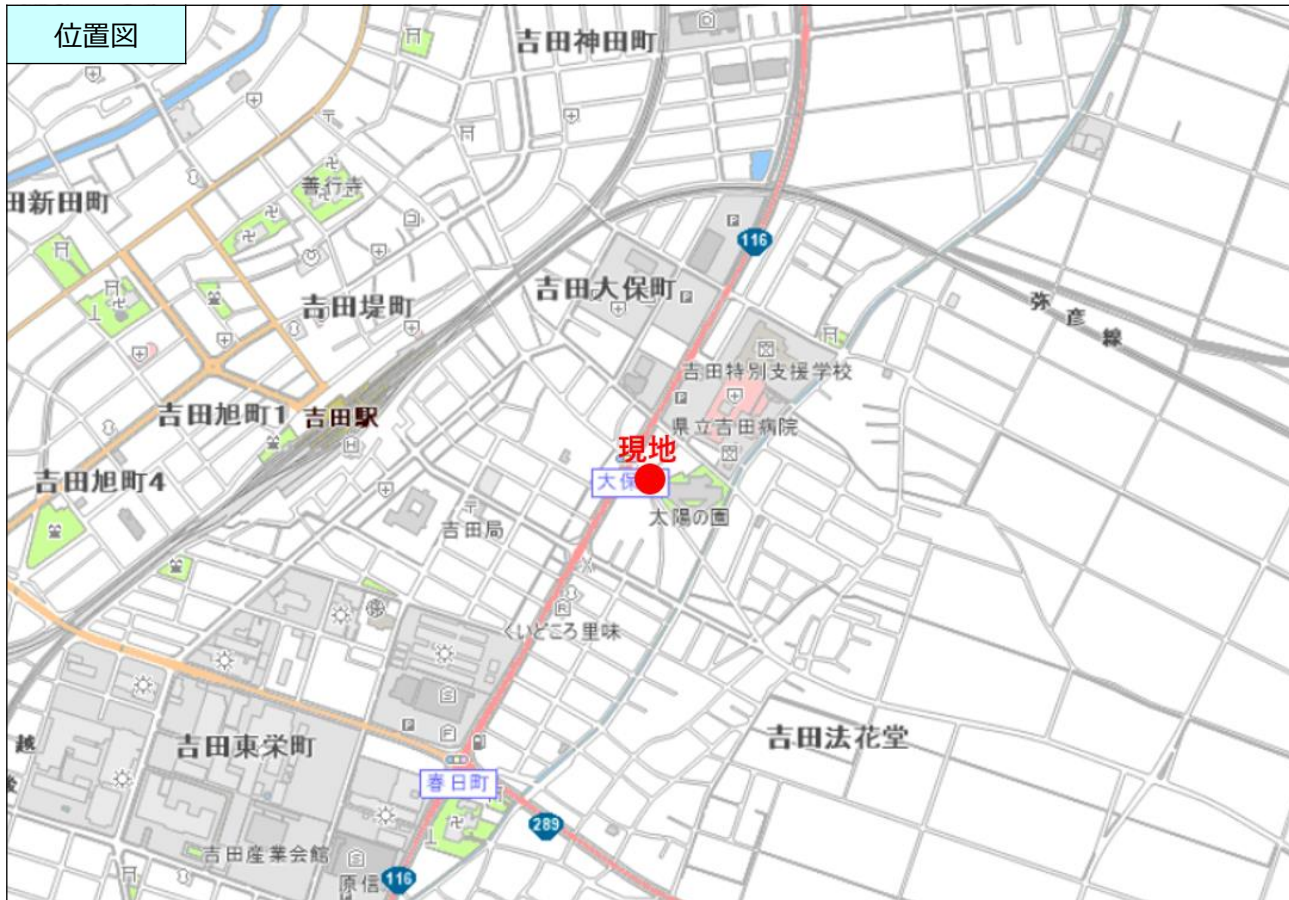 位置図
吉田神田町
善行寺
田新田町
116
吉田大保町
吉田堤町
弥彦線
吉田特別支援学校
吉田旭町1
吉田駅
県立吉田病院
現地
吉田旭町4
大保
太陽の園
吉田局
くいどころ里味
吉田東栄町
吉田法花堂
越
春日町
289
吉田産業会館
原信
116